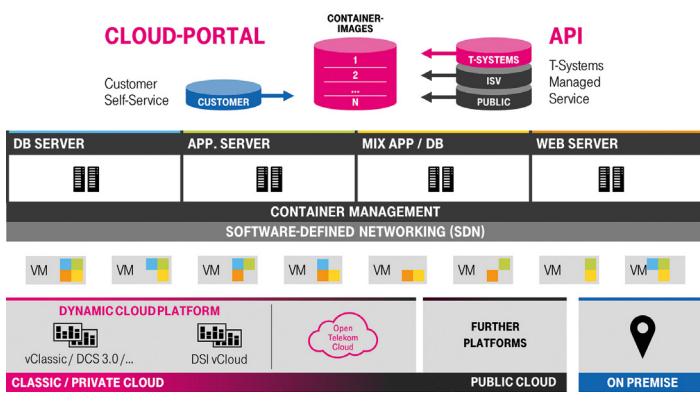 CLOUD-PORTAL
CONTAINER-
IMAGES
API
Customer
Self-Service
CUSTOMER
1
2
...
N
T-SYSTEMS
ISV
PUBLIC
T-Systems
Managed
Service
DB SERVER
APP. SERVER
MIX APP / DB
WEB SERVER
CONTAINER MANAGEMENT
SOFTWARE-DEFINED NETWORKING (SDN)
VM
VM
VM
VM
VM
VM
VM
VM
DYNAMIC CLOUD PLATFORM
vClassic / DCS 3.0 /...
DSI vCloud
Open
Telekom
Cloud
FURTHER
PLATFORMS
CLASSIC / PRIVATE CLOUD
PUBLIC CLOUD
ON PREMISE